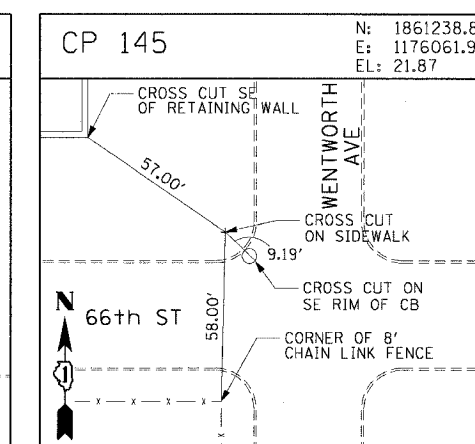 CP 145
N: 1861238.8
E: 1176061.9
EL: 21.87
CROSS CUT SE
OF RETAINING WALL
WENTWORTH
AVE
57.00'
CROSS CUT
ON SIDEWALK
9.19'
CROSS CUT ON
SE RIM OF CB
N
66th ST
58.00'
CORNER OF 8'
CHAIN LINK FENCE
1
x x x x
x